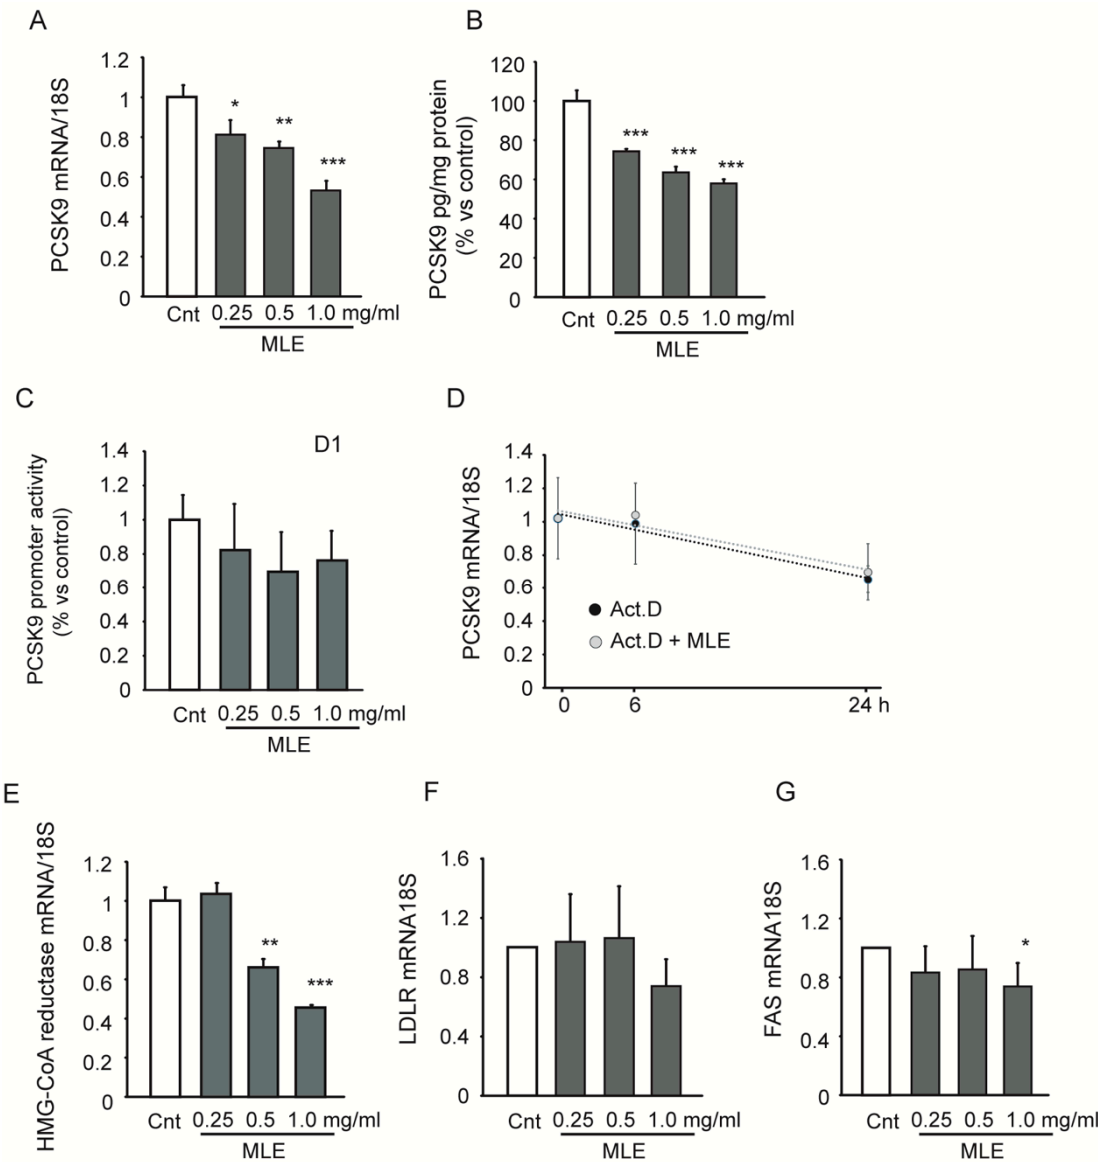 A
PCSK9 mRNA/18S
1.2
1
0.8
0.6
0.4
0.2
0
*
**
***
Cnt 0.25 0.5 1.0 mg/ml
MLE
B
PCSK9 pg/mg protein
(% vs control)
120
100
80
60
40
20
0
***
***
***
Cnt 0.25 0.5 1.0 mg/ml
MLE
C
PCSK9 promoter activity
(% vs control)
1.4
1.2
1
0.8
0.6
0.4
0.2
0
D1
Cnt 0.25 0.5 1.0 mg/ml
MLE
D
PCSK9 mRNA/18S
1.4
1.2
1
0.8
0.6
0.4
0.2
0
Act.D
Act.D + MLE
0 6 24 h
E
HMG-CoA reductase mRNA/18S
1.2
1
0.8
0.6
0.4
0.2
0
**
***
Cnt 0.25 0.5 1.0 mg/ml
MLE
F
LDLR mRNA18S
1.6
1.2
0.8
0.4
0
Cnt 0.25 0.5 1.0 mg/ml
MLE
G
FAS mRNA18S
1.6
1.2
0.8
0.4
0
*
Cnt 0.25 0.5 1.0 mg/ml
MLE